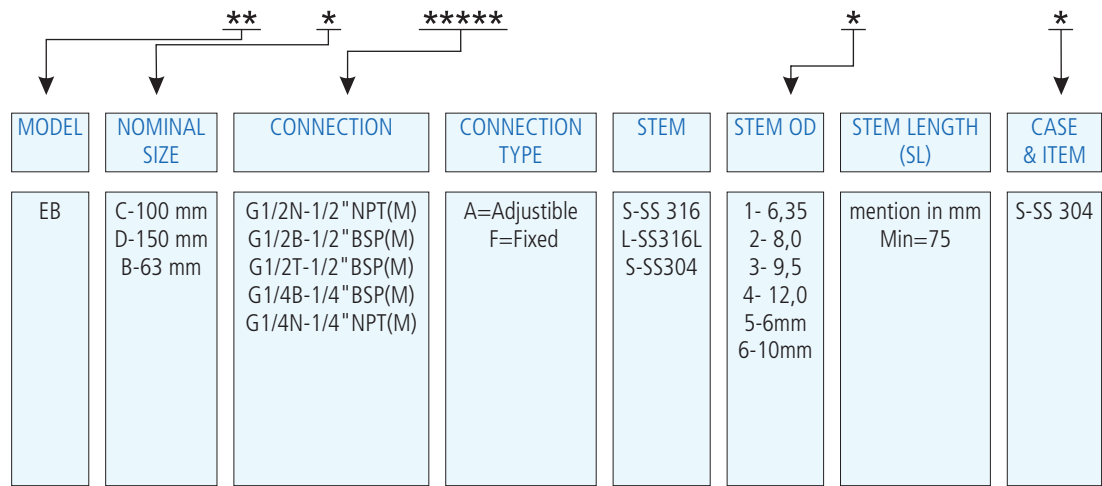 ** * ***** * *
MODEL
NOMINAL
SIZE
CONNECTION
CONNECTION
TYPE
STEM
STEM OD
STEM LENGTH
(SL)
CASE
& ITEM
EB
C-100 mm
D-150 mm
B-63 mm
G1/2N-1/2"NPT(M)
G1/2B-1/2"BSP(M)
G1/2T-1/2"BSP(M)
G1/4B-1/4"BSP(M)
G1/4N-1/4"NPT(M)
A=Adjustible
F=Fixed
S-SS 316
L-SS316L
S-SS304
1- 6,35
2- 8,0
3- 9,5
4- 12,0
5-6mm
6-10mm
mention in mm
Min=75
S-SS 304